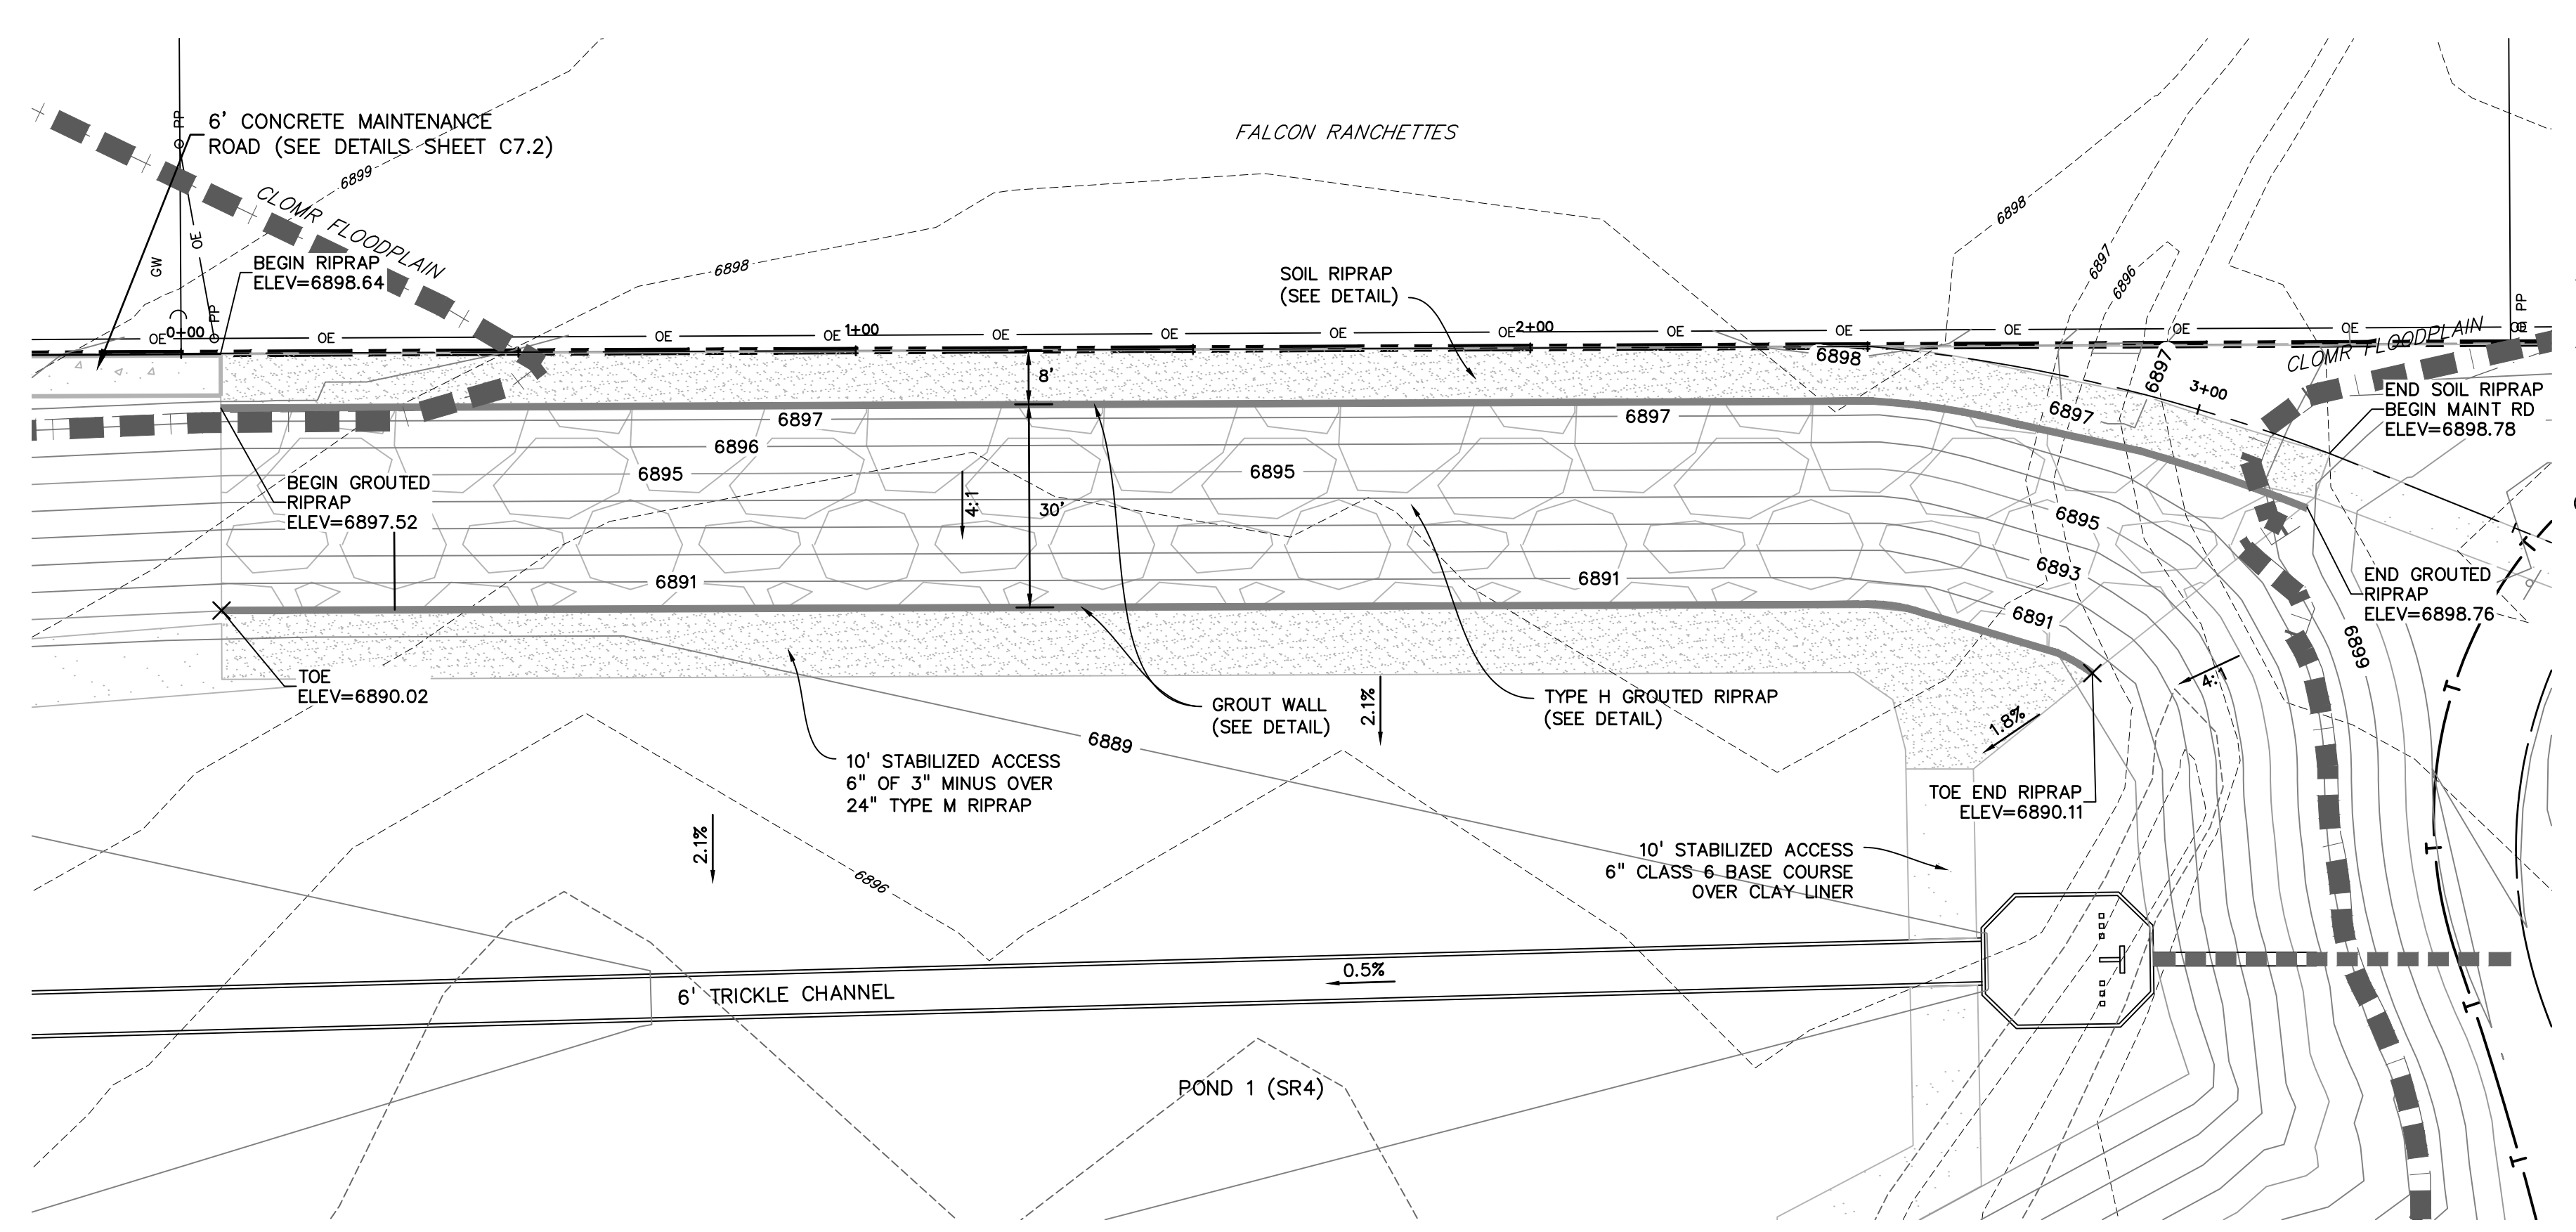 FALCON RANCHETTES
PP
6' CONCRETE MAINTENANCE
ROAD (SEE DETAILS SHEET C7.2)
6899
CLOMR FLOODPLAIN
OE
GW
BEGIN RIPRAP
ELEV=6898.64
PP
6898
SOIL RIPRAP
(SEE DETAIL)
6898
6897
6896
PP
OE
0+00
OE
OE
OE
1+00
OE
OE
OE
OE
2+00
OE
OE
OE
OE
OE
OE
CLOMR FLOODPLAIN
8'
6898
6897
3+00
END SOIL RIPRAP
BEGIN MAINT RD
ELEV=6898.78
6897
6897
6897
6896
6895
6895
BEGIN GROUTED
RIPRAP
ELEV=6897.52
4:1
30'
6895
6893
6891
6891
6891
END GROUTED
RIPRAP
ELEV=6898.76
6899
TOE
ELEV=6890.02
4:1
GROUT WALL
(SEE DETAIL)
2.1%
TYPE H GROUTED RIPRAP
(SEE DETAIL)
1.8%
T
6889
10' STABILIZED ACCESS
6" OF 3" MINUS OVER
24" TYPE M RIPRAP
TOE END RIPRAP
ELEV=6890.11
2.1%
6896
10' STABILIZED ACCESS
6" CLASS 6 BASE COURSE
OVER CLAY LINER
T
0.5%
6' TRICKLE CHANNEL
T
POND 1 (SR4)
T